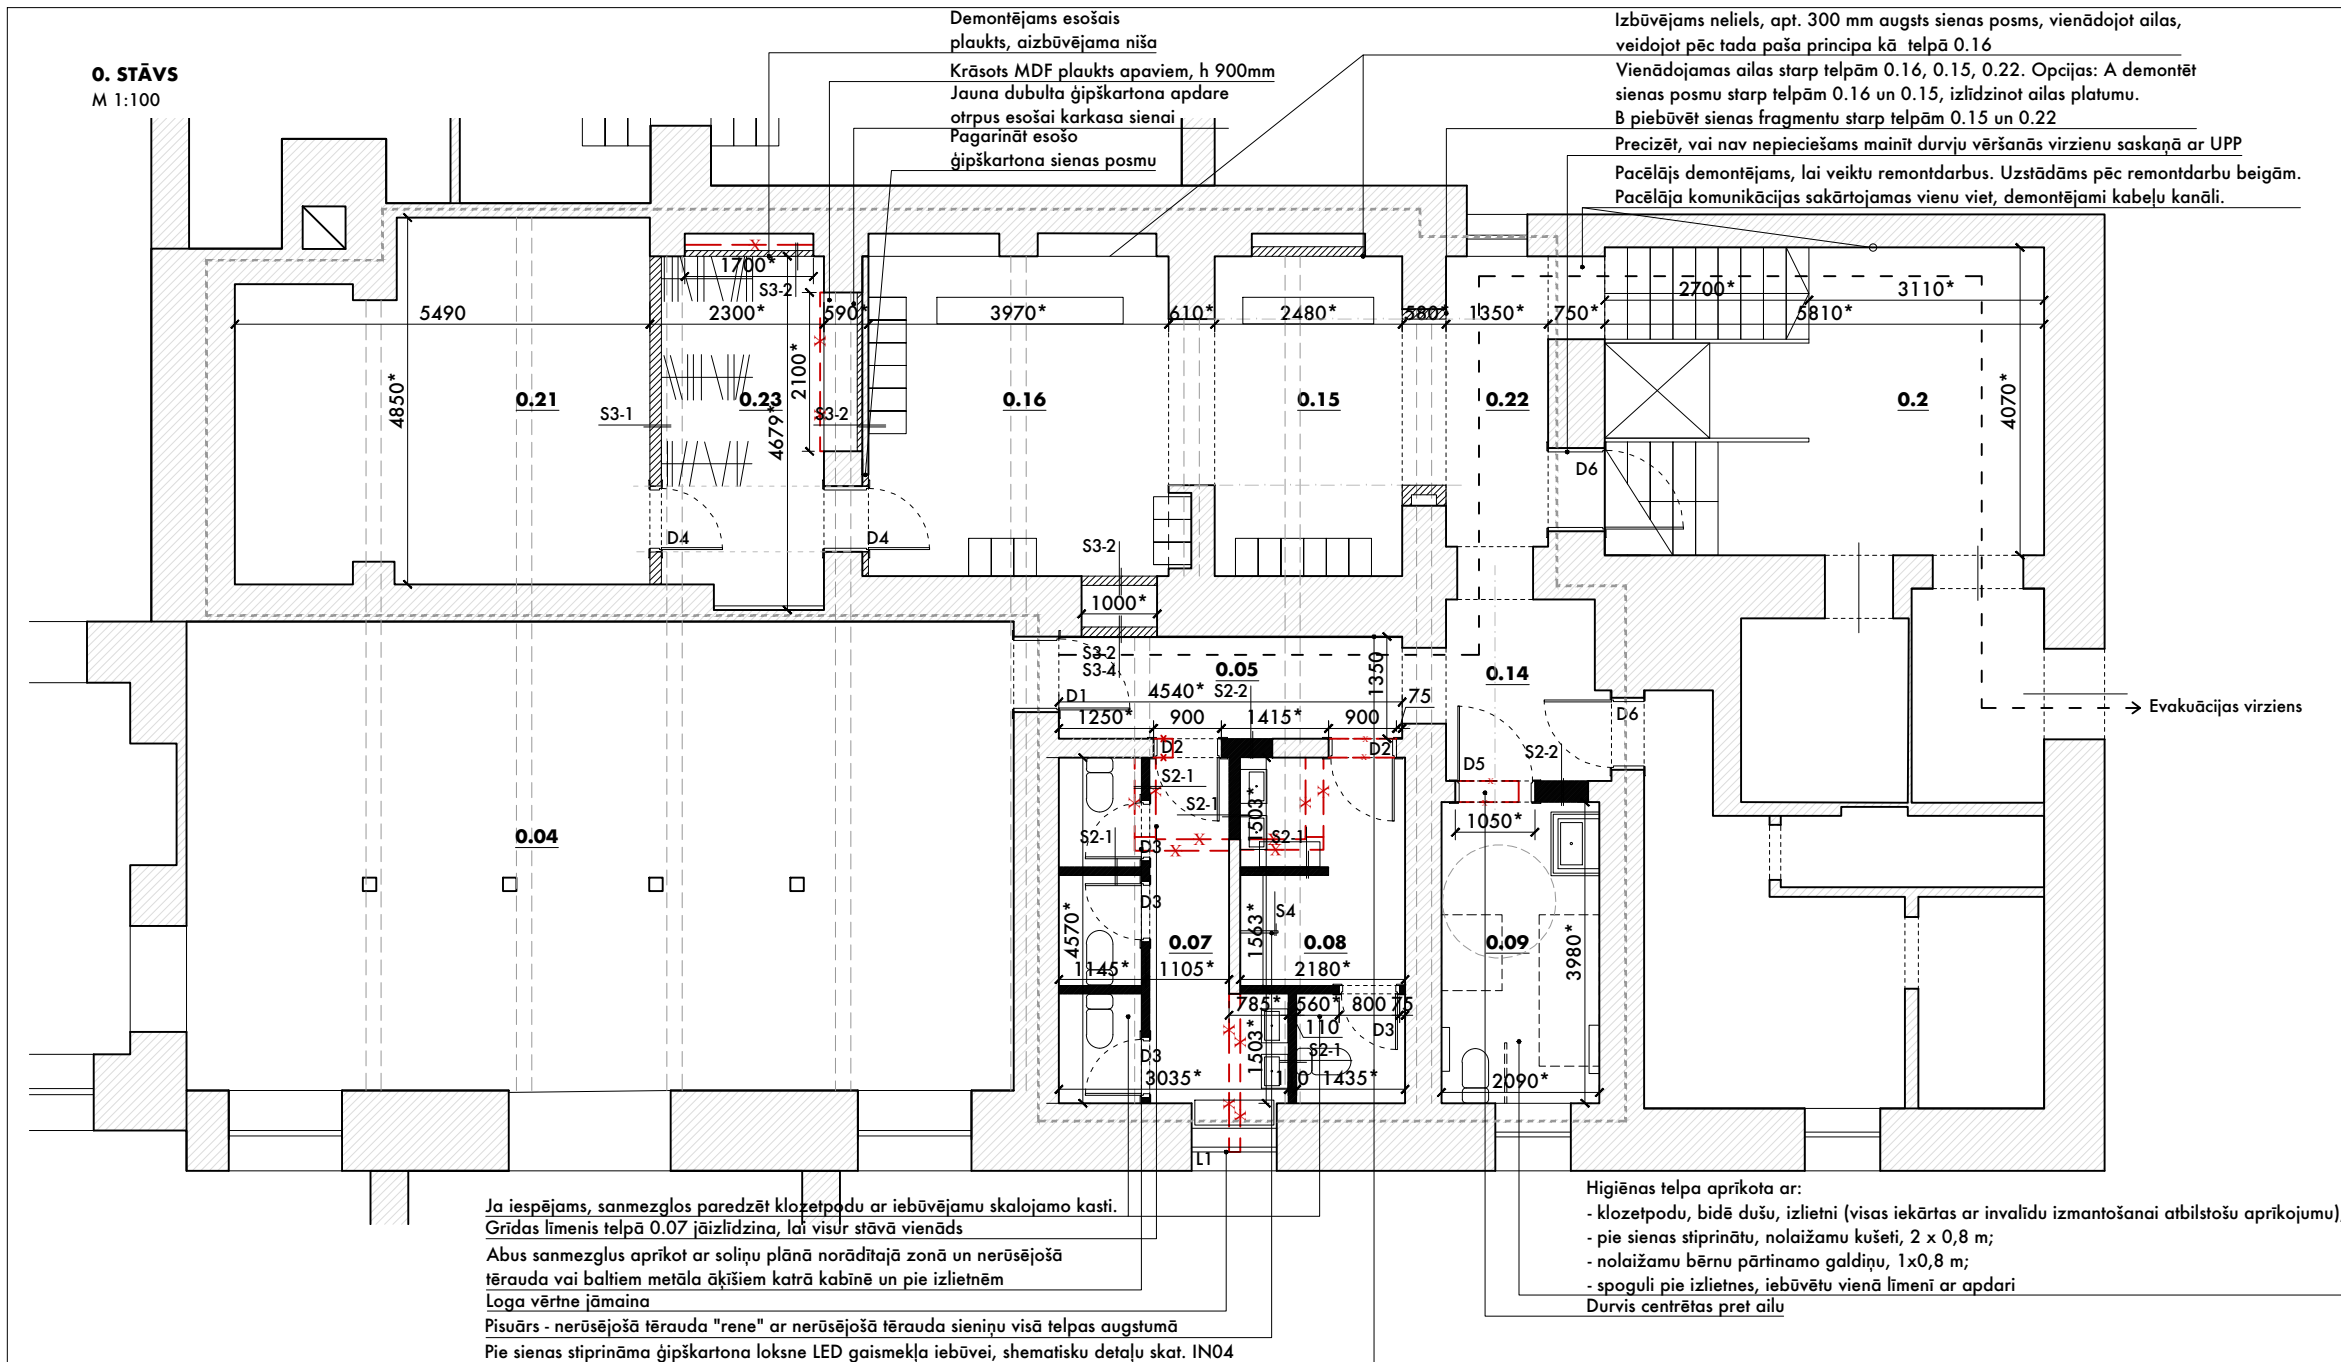 0. STĀVS
M 1:100
Demontējams esošais
plaukts, aizbūvējama niša
Krāsots MDF plaukts apaviem, h 900mm
Jauna dubulta ģipškartona apdare
otrpus esošai karkasa sienai
Pagarināt esošo
ģipškartona sienas posmu
Izbūvējams neliels, apt. 300 mm augsts sienas posms, vienādojot ailas,
veidojot pēc tada paša principa kā telpā 0.16
Vienādojamas ailas starp telpām 0.16, 0.15, 0.22. Opcijas: A demontēt
sienas posmu starp telpām 0.16 un 0.15, izlīdzinot ailas platumu.
B piebūvēt sienas fragmentu starp telpām 0.15 un 0.22
Precizēt, vai nav nepieciešams mainīt durvju vēršanās virzienu saskaņā ar UPP
Pacēlājs demontējams, lai veiktu remontdarbus. Uzstādāms pēc remontdarbu beigām.
Pacēlāja komunikācijas sakārtojamas vienu viet, demontējami kabeļu kanāli.
1700*
S3-2
2700*
3110*
5490
2300*
590*
3970*
610*
2480*
580*
1350*
750*
5810*
4850*
2100*
4679*
4070*
0.21
0.23
0.16
0.15
0.22
0.2
S3-1
S3-2
D6
D4
D4
S3-2
1000*
S3-2
S3-4
0.05
0.14
1350
D1
4540*
S2-2
75
1250*
900
1415*
900
D6
Evakuācijas virziens
D2
D2
D5
S2-2
S2-1
S2-1
1503*
1050*
S2-1
D3
S2-1
0.04
D3
S4
4570*
1563*
0.07
0.08
0.09
3980*
1145*
1105*
2180*
785*
560*
800
75
110
D3
1503*
S2-1
D3
3035*
110
1435*
2090*
L1
Ja iespējams, sanmezglos paredzēt klozetpodu ar iebūvējamu skalojamo kasti.
Grīdas līmenis telpā 0.07 jāizlīdzina, lai visur stāvā vienāds
Abus sanmezglus aprīkot ar soliņu plānā norādītajā zonā un nerūsējošā
tērauda vai baltiem metāla āķīšiem katrā kabīnē un pie izlietnēm
Loga vērtne jāmaina
Pisuārs - nerūsējošā tērauda "rene" ar nerūsējošā tērauda sieniņu visā telpas augstumā
Pie sienas stiprināma ģipškartona loksne LED gaismekļa iebūvei, shematisku detaļu skat. IN04
Higiēnas telpa aprīkota ar:
- klozetpodu, bidē dušu, izlietni (visas iekārtas ar invalīdu izmantošanai atbilstošu aprīkojumu),
- pie sienas stiprinātu, nolaižamu kušeti, 2 x 0,8 m;
- nolaižamu bērnu pārtinamo galdiņu, 1x0,8 m;
- spoguli pie izlietnes, iebūvētu vienā līmenī ar apdari
Durvis centrētas pret ailu